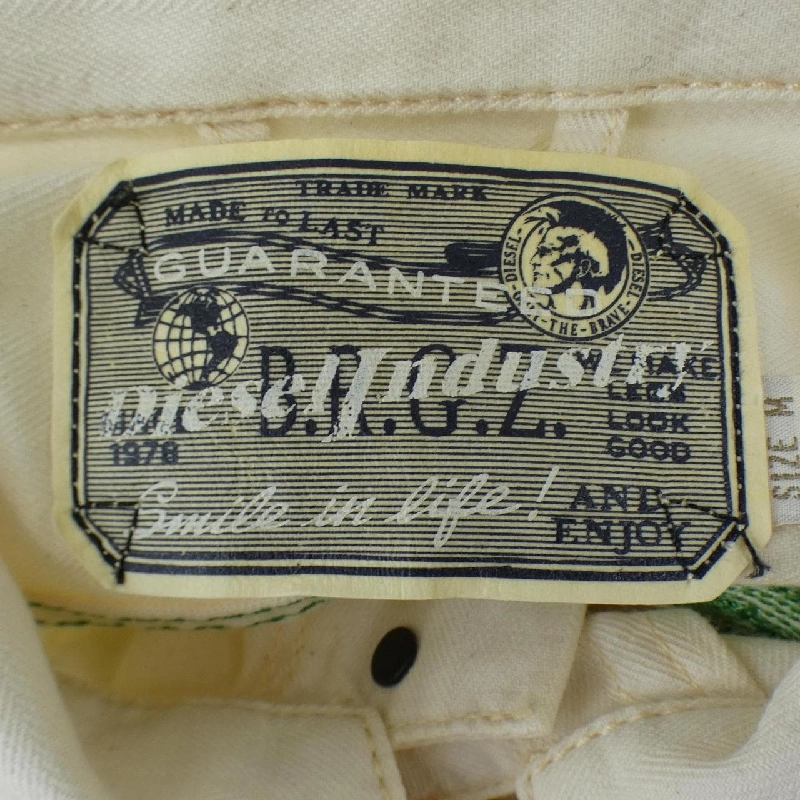 TRADE MARK
MADE TO LAST
GUARANTEED
DIESEL DIESEL
THE-BRAVE
Diesel Industry
B.R.G.Z.
MAKE
LEGS
LOOK
GOOD
1978
Smile in life!
AND
ENJOY
SIZE M